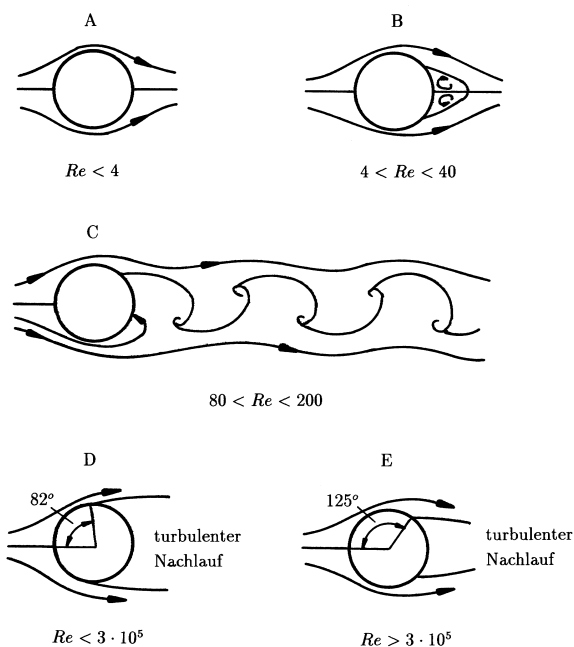 A
B
Re < 4
4 < Re < 40
C
80 < Re < 200
D
E
82°
125°
turbulenter
Nachlauf
turbulenter
Nachlauf
Re < 3 · 10⁵
Re > 3 · 10⁵